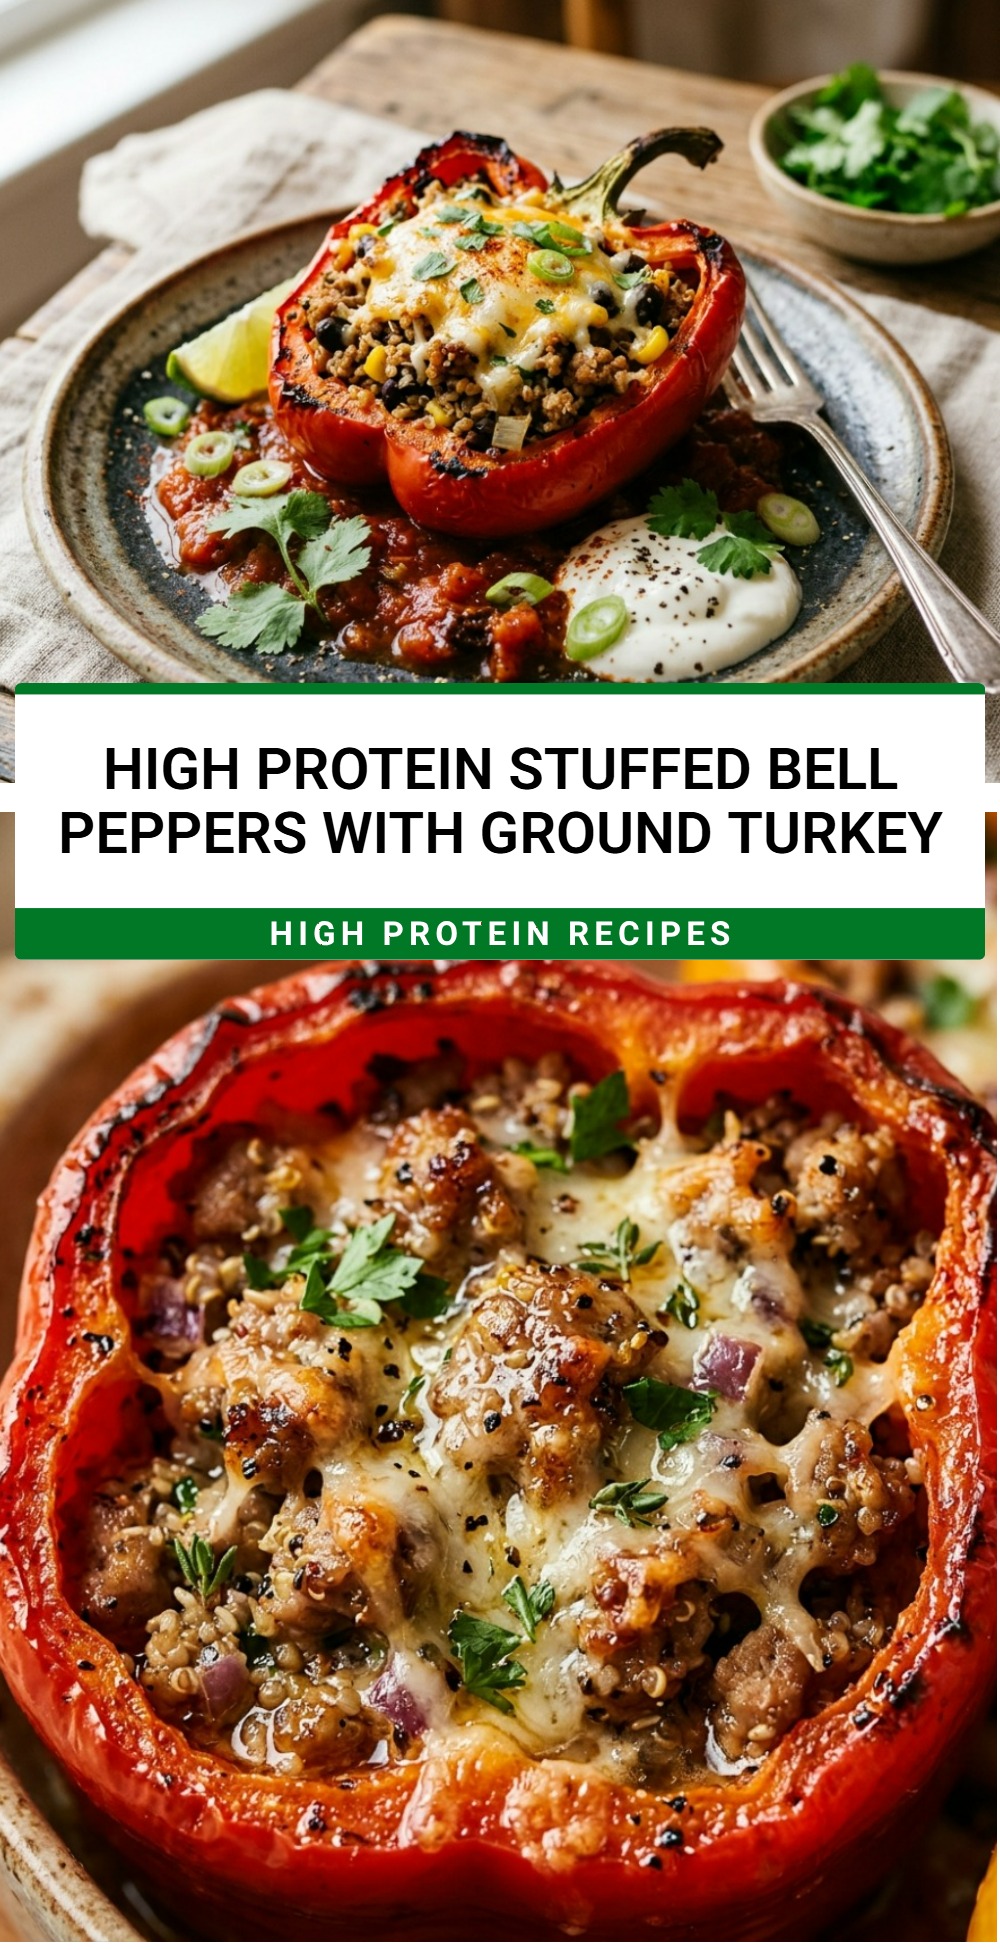 HIGH PROTEIN STUFFED BELL
PEPPERS WITH GROUND TURKEY
HIGH PROTEIN RECIPES